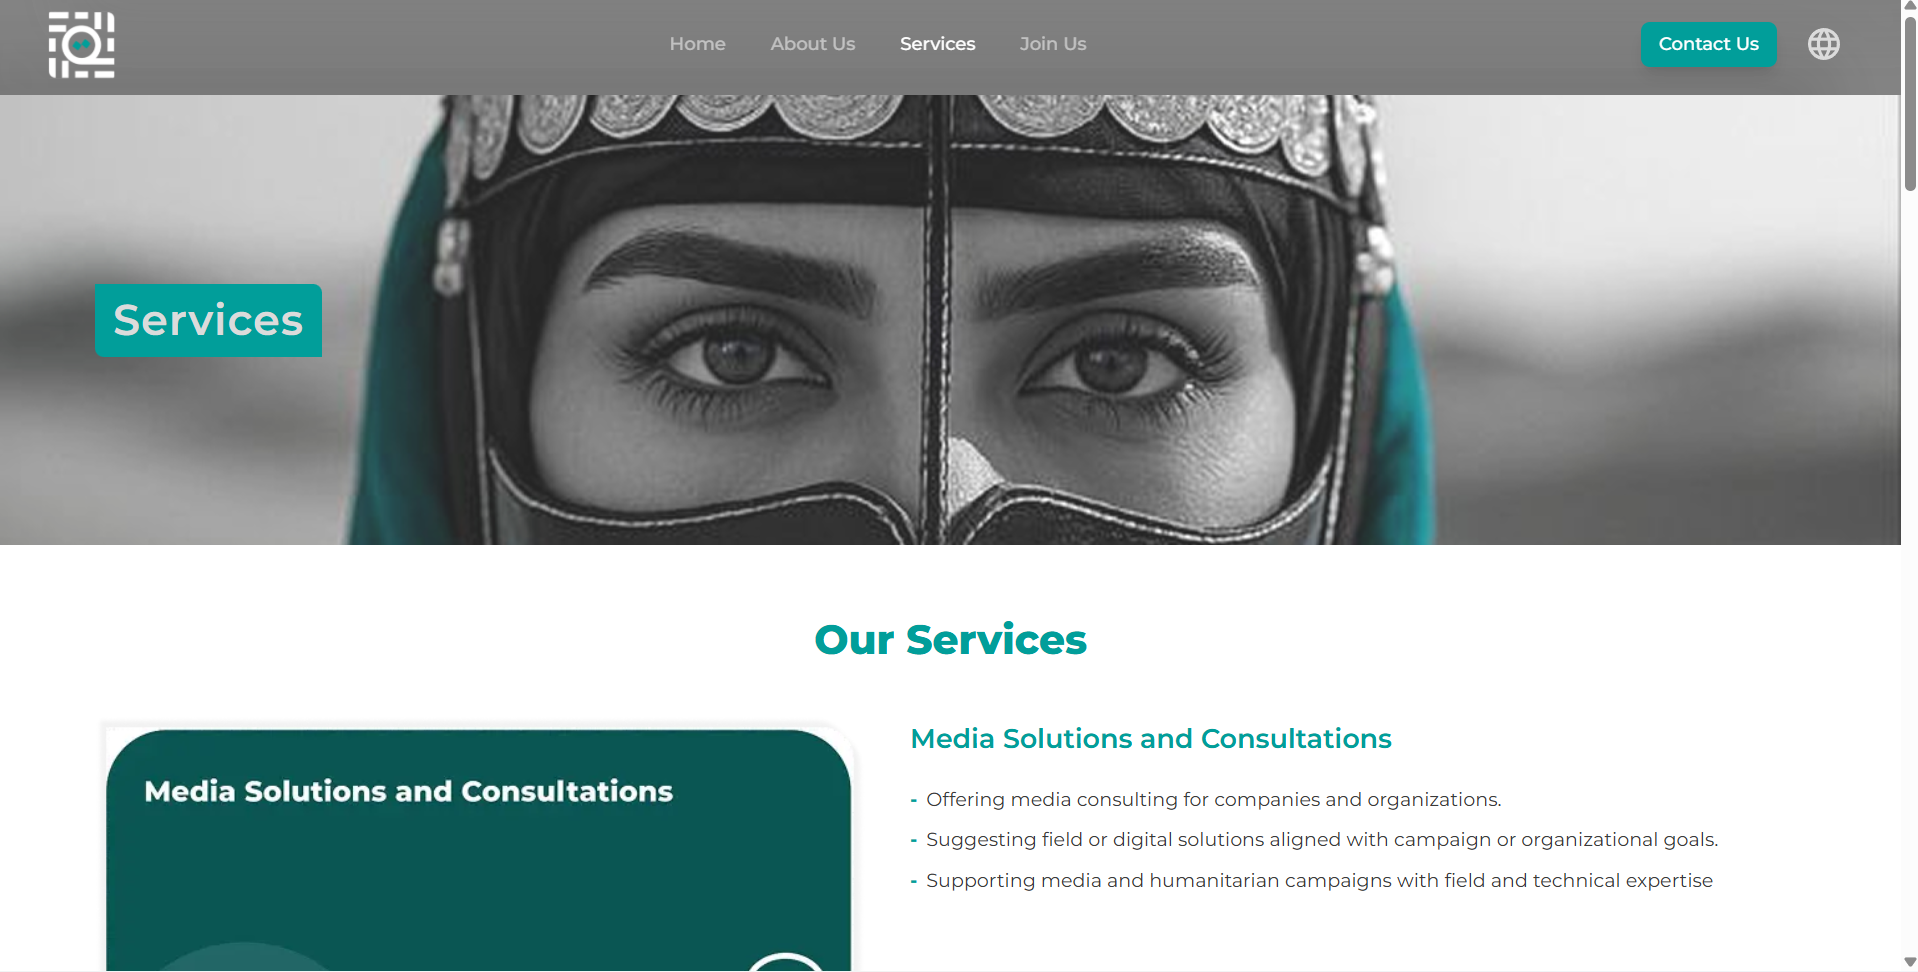 Home
About Us
Services
Join Us
Contact Us
Services
Our Services
Media Solutions and Consultations
Media Solutions and Consultations
- Offering media consulting for companies and organizations.
- Suggesting field or digital solutions aligned with campaign or organizational goals.
- Supporting media and humanitarian campaigns with field and technical expertise